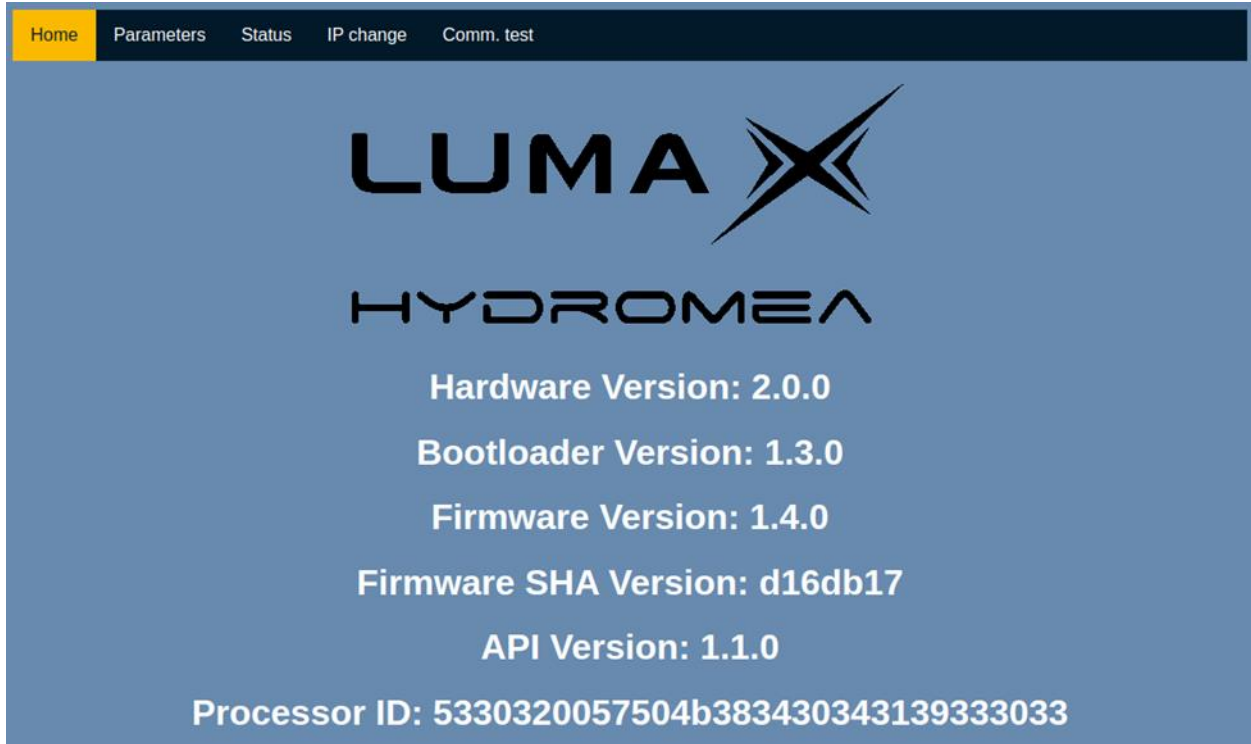 Home Parameters Status IP change Comm. test
LUMA X
HYDROMEA
Hardware Version: 2.0.0
Bootloader Version: 1.3.0
Firmware Version: 1.4.0
Firmware SHA Version: d16db17
API Version: 1.1.0
Processor ID: 5330320057504b383430343139333033